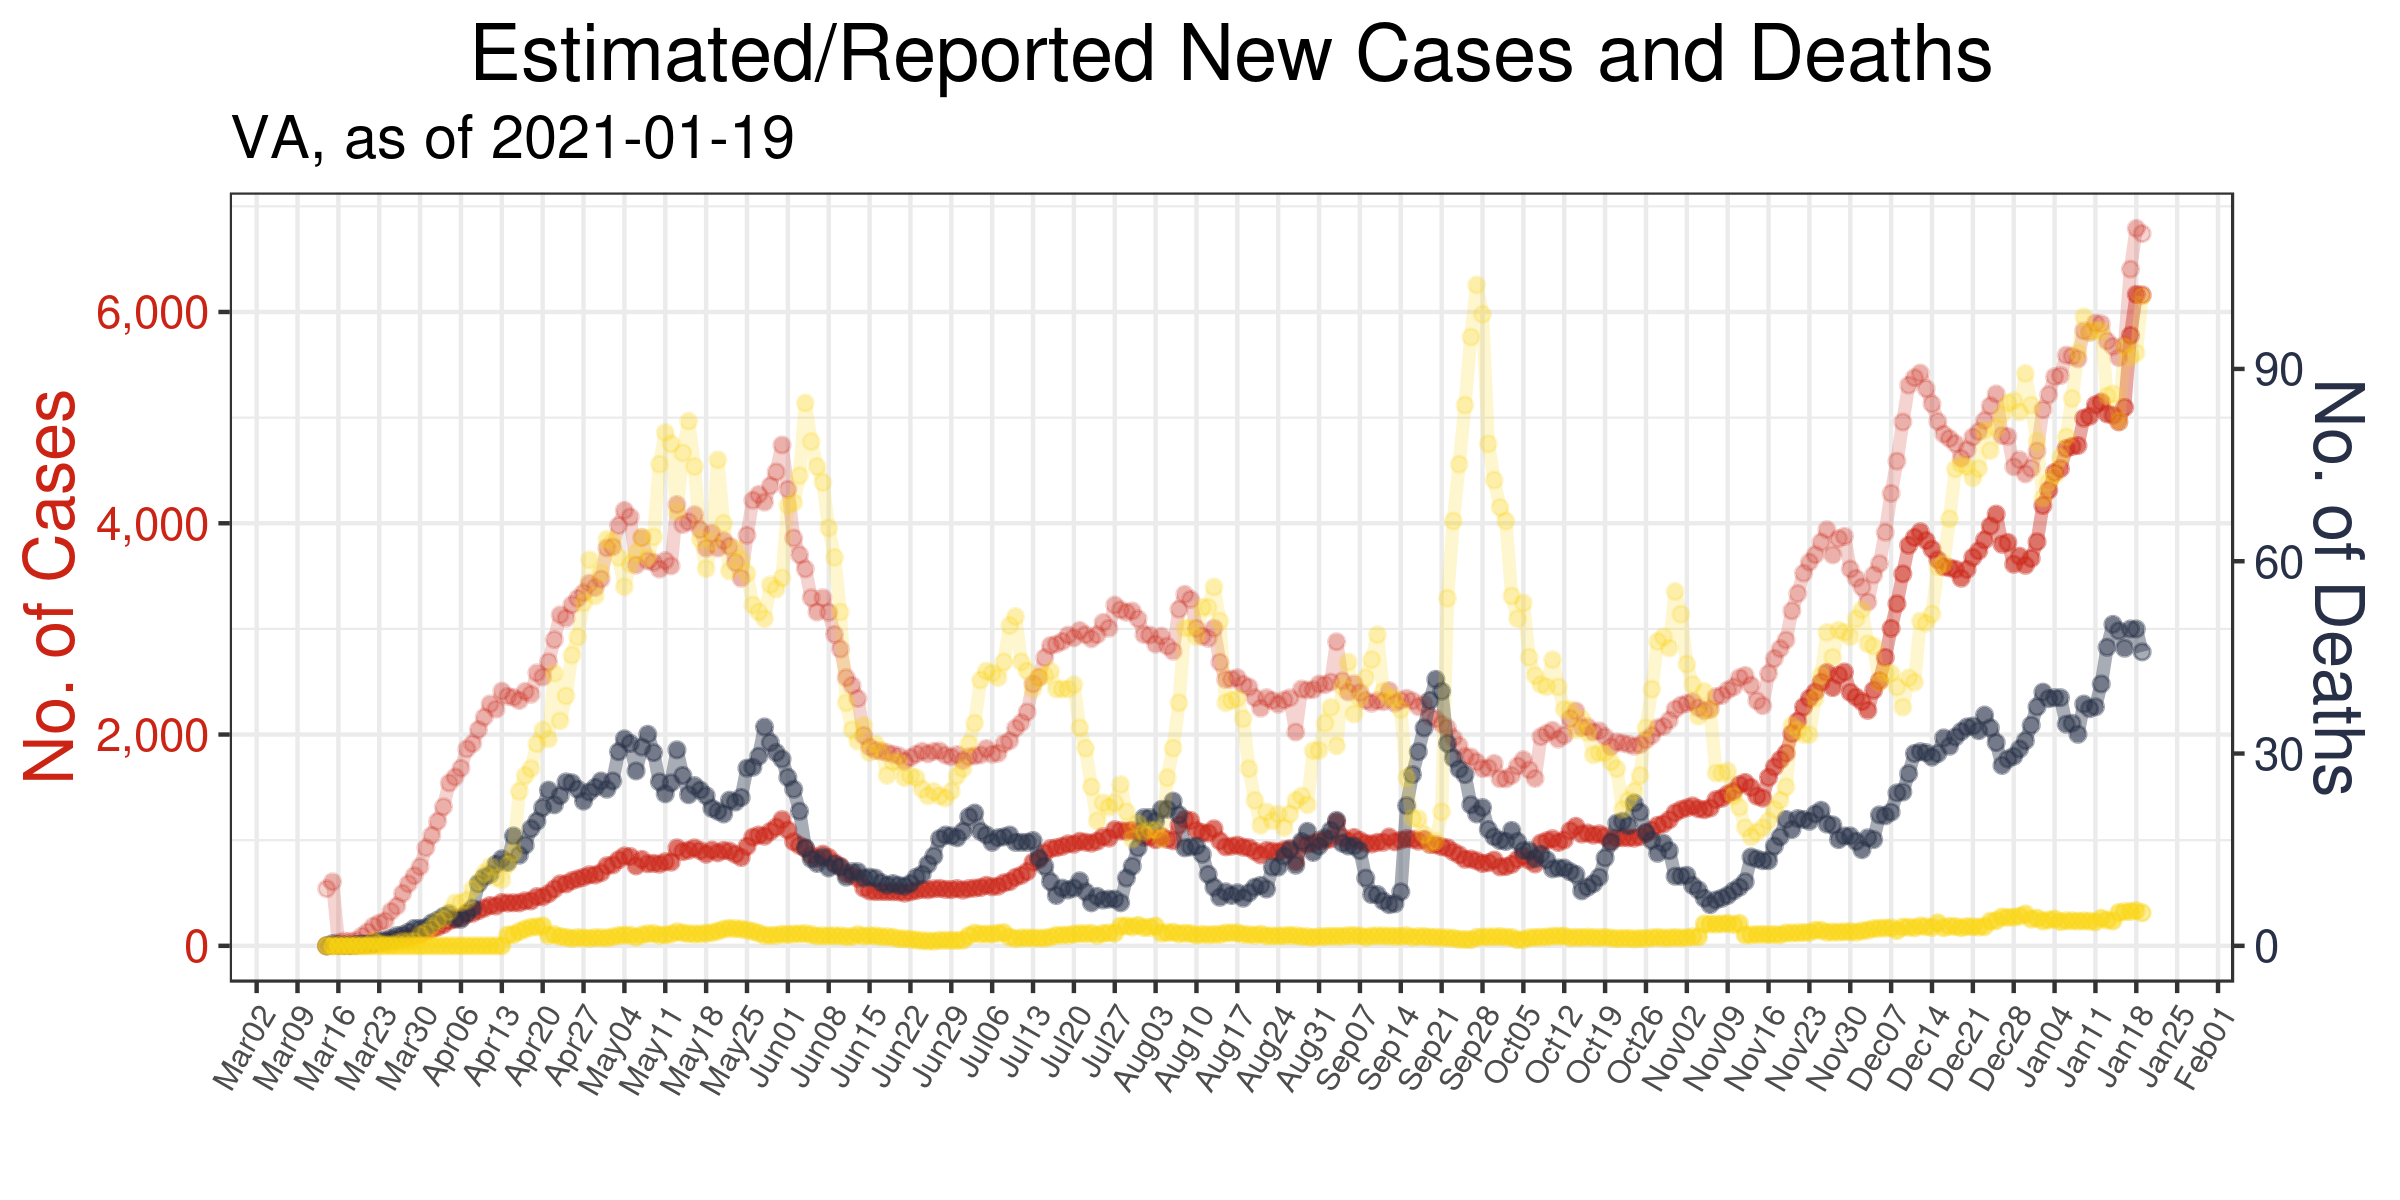 Estimated/Reported New Cases and Deaths
VA, as of 2021-01-19
No. of Cases
6,000
4,000
2,000
0
No. of Deaths
90
60
30
0
Mar02
Mar09
Mar16
Mar23
Mar30
Apr06
Apr13
Apr20
Apr27
May04
May11
May18
May25
Jun01
Jun08
Jun15
Jun22
Jun29
Jul06
Jul13
Jul20
Jul27
Aug03
Aug10
Aug17
Aug24
Aug31
Sep07
Sep14
Sep21
Sep28
Oct05
Oct12
Oct19
Oct26
Nov02
Nov09
Nov16
Nov23
Nov30
Dec07
Dec14
Dec21
Dec28
Jan04
Jan11
Jan18
Jan25
Feb01